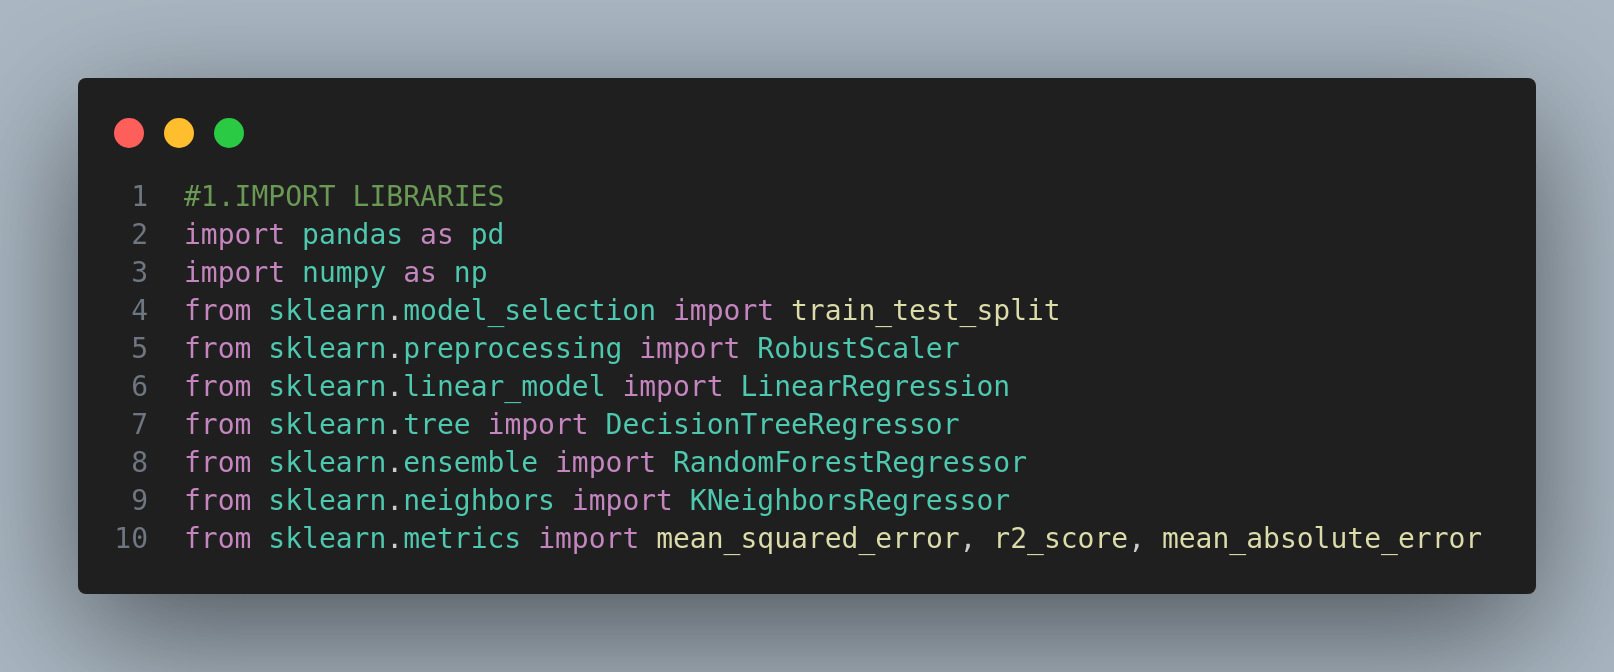 1 #1.IMPORT LIBRARIES
2 import pandas as pd
3 import numpy as np
4 from sklearn.model_selection import train_test_split
5 from sklearn.preprocessing import RobustScaler
6 from sklearn.linear_model import LinearRegression
7 from sklearn.tree import DecisionTreeRegressor
8 from sklearn.ensemble import RandomForestRegressor
9 from sklearn.neighbors import KNeighborsRegressor
10 from sklearn.metrics import mean_squared_error, r2_score, mean_absolute_error